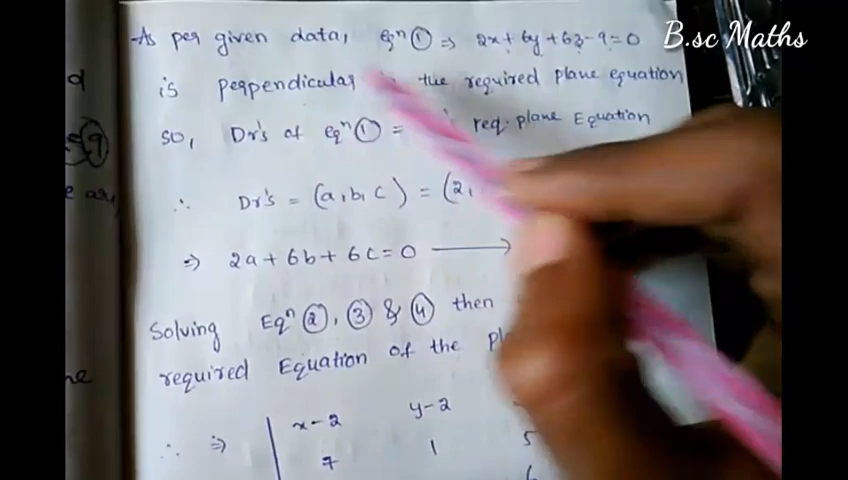 As per given data, Eqⁿ ① ⇒ 2x + 6y + 6z - 9 = 0
B.sc Maths
is perpendicular the required plane equation
so, Dr's of eqⁿ ① = req. plane Equation
∴ Dr's = (a, b, c) = (2,
⇒ 2a + 6b + 6c = 0 →
Solving Eqⁿ ②, ③ & ④ then
required Equation of the
∴ ⇒ | x-2 y-2
7 1 5
6